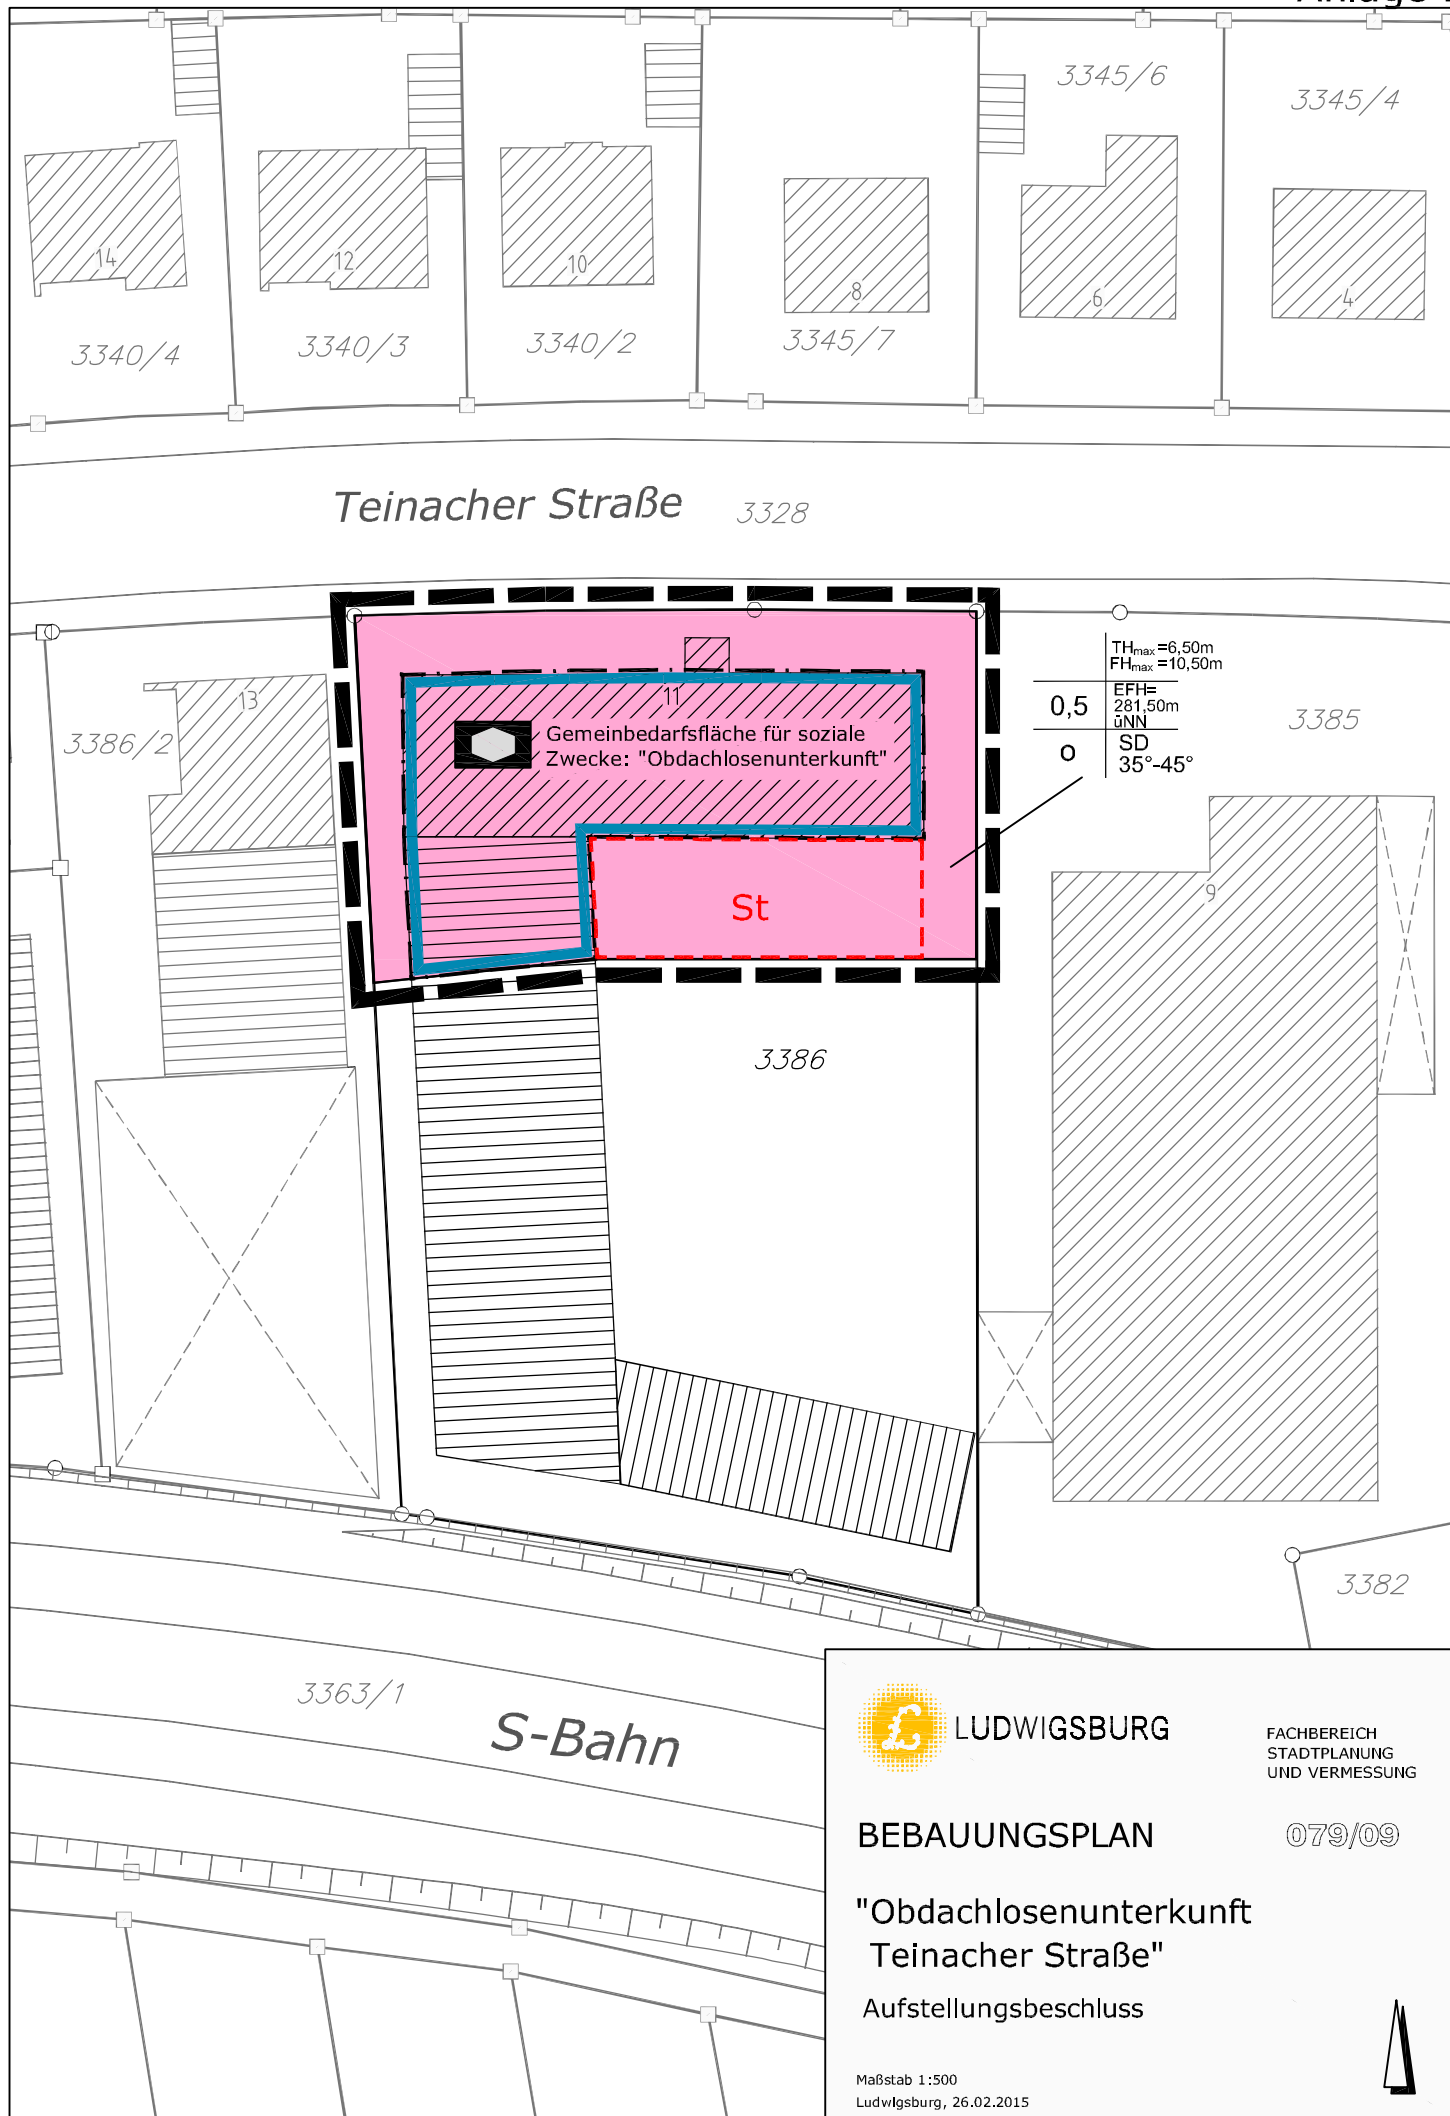 3345/6
3345/4
14
12
10
8
6
4
3340/4
3340/3
3340/2
3345/7
Teinacher Straße
3328
THmax =6,50m
FHmax =10,50m
0,5
EFH=
281,50m
üNN
o
SD
35°-45°
3385
13
11
3386/2
Gemeinbedarfsfläche für soziale
Zwecke: "Obdachlosenunterkunft"
9
St
3386
3382
3363/1
S-Bahn
LUDWIGSBURG
FACHBEREICH
STADTPLANUNG
UND VERMESSUNG
BEBAUUNGSPLAN
079/09
"Obdachlosenunterkunft
Teinacher Straße"
Aufstellungsbeschluss
Maßstab 1:500
Ludwigsburg, 26.02.2015